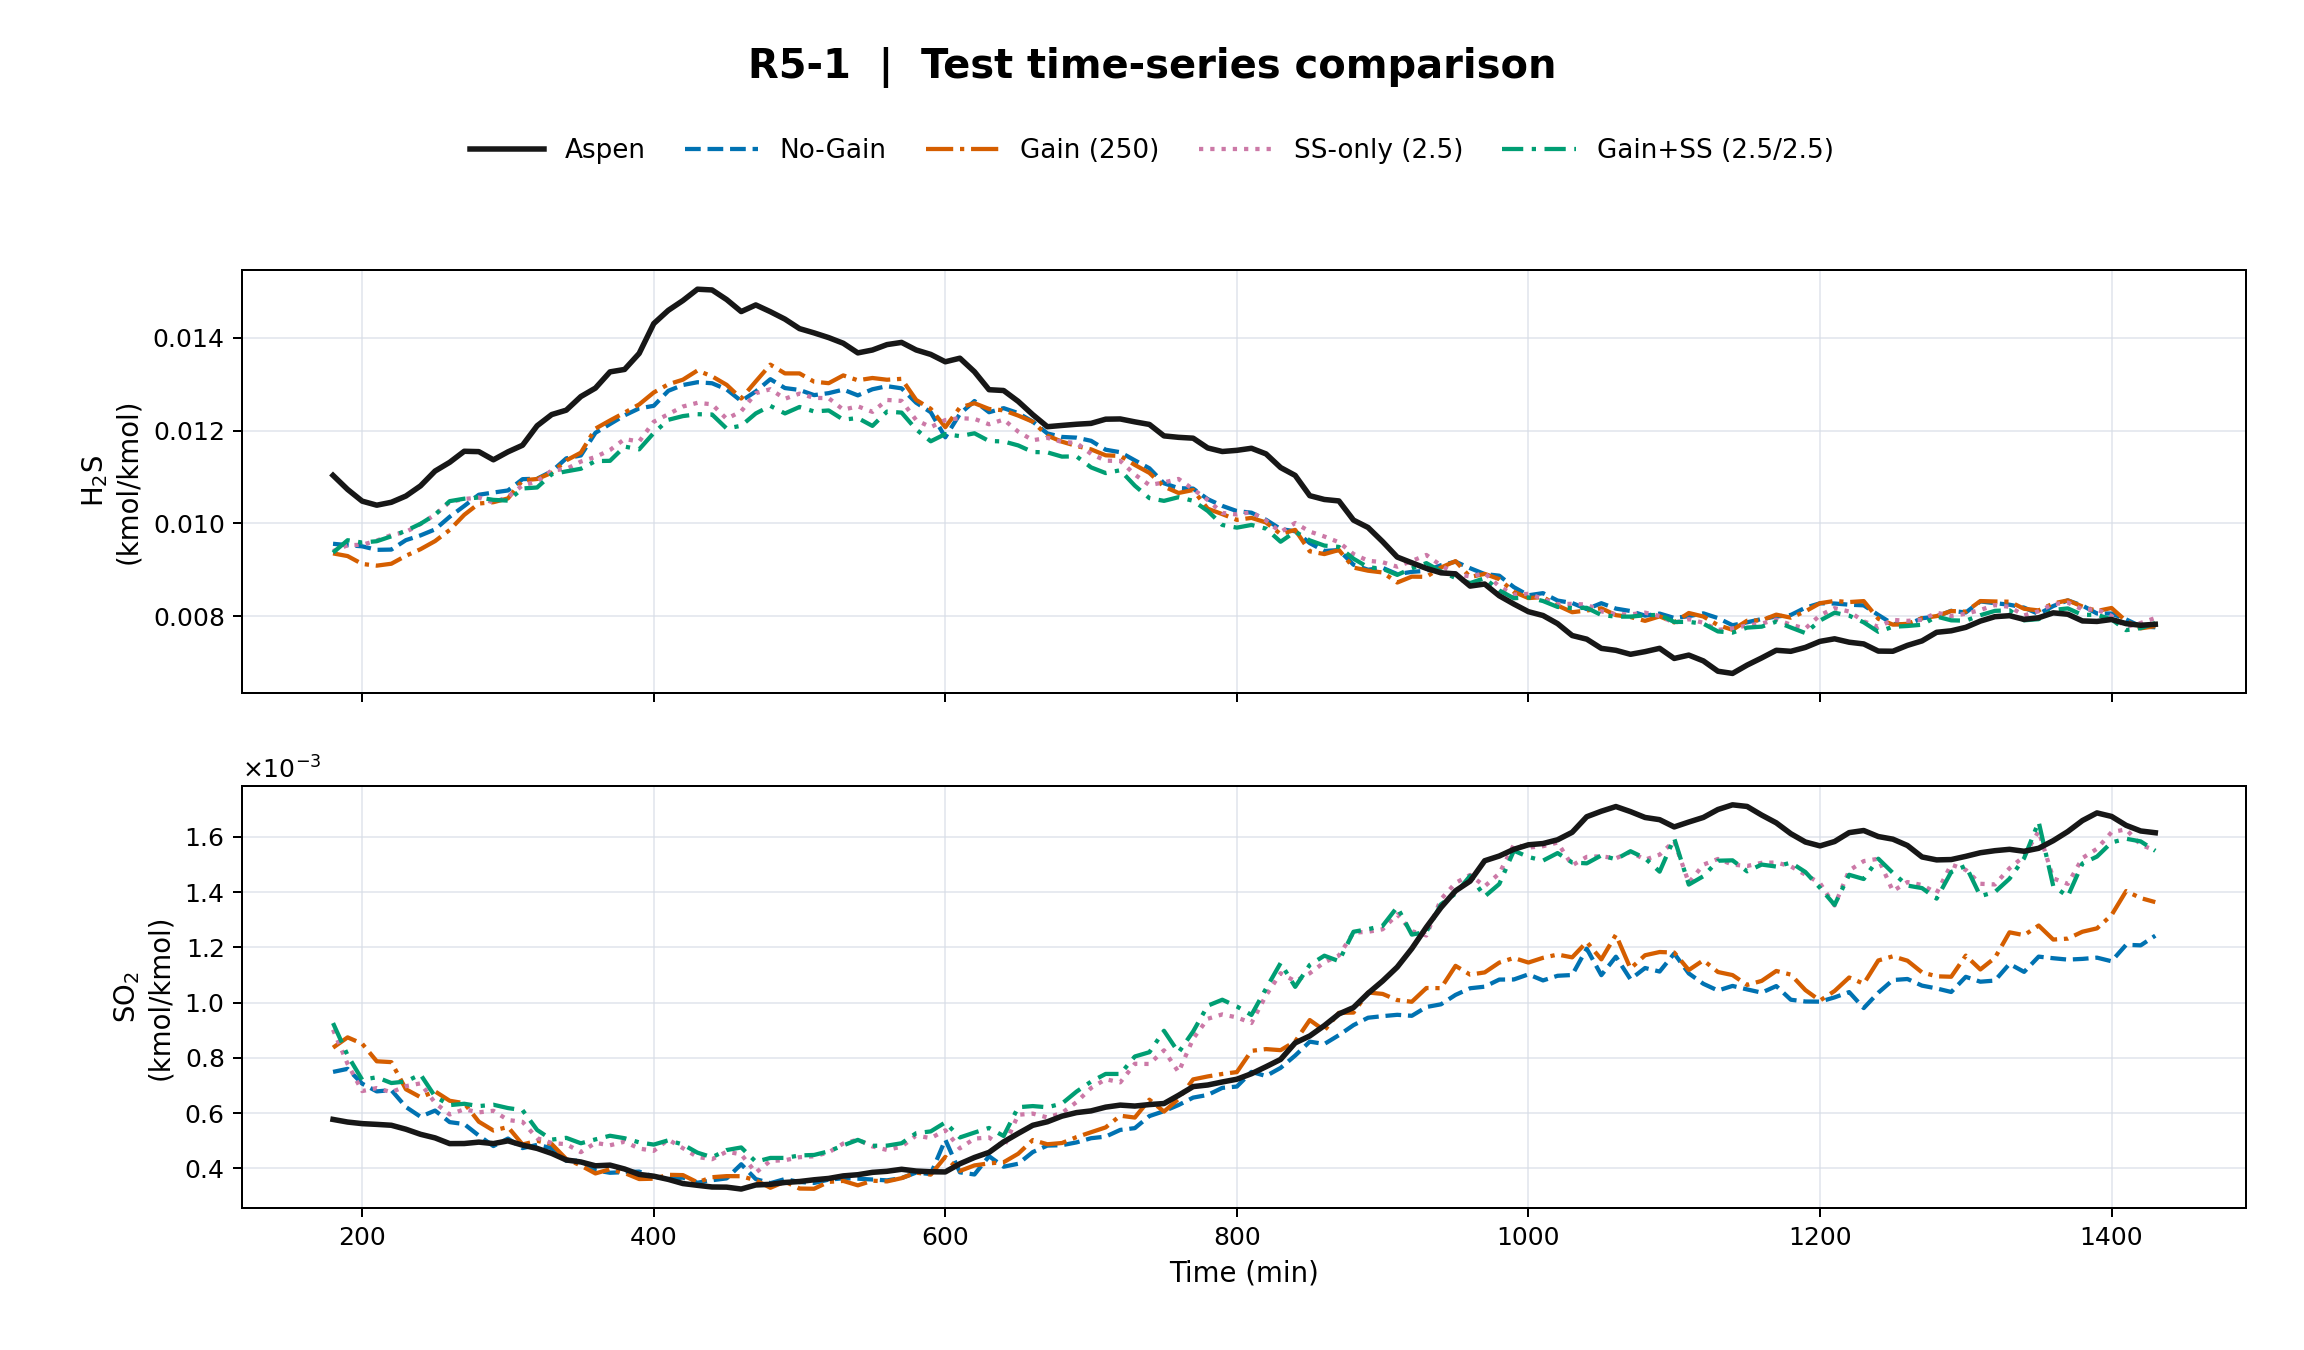 R5-1 | Test time-series comparison
Aspen No-Gain Gain (250) SS-only (2.5) Gain+SS (2.5/2.5)
H₂S
(kmol/kmol)
0.014
0.012
0.010
0.008
×10⁻³
SO₂
(kmol/kmol)
1.6
1.4
1.2
1.0
0.8
0.6
0.4
200 400 600 800 1000 1200 1400
Time (min)